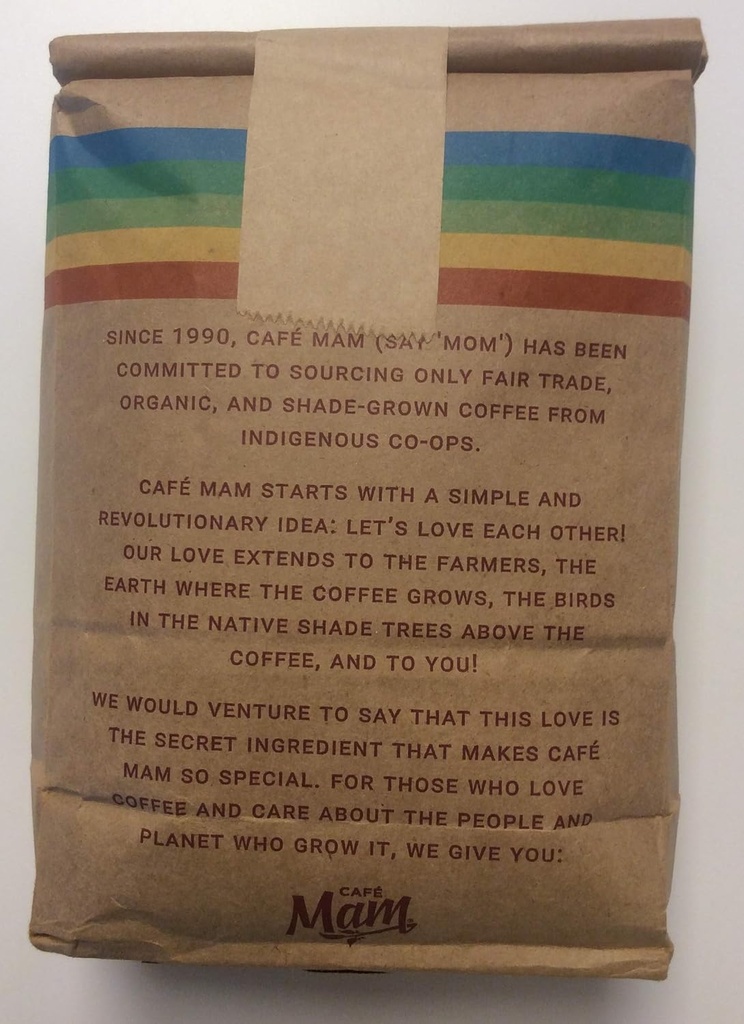 SINCE 1990, CAFÉ MAM (SAY 'MOM') HAS BEEN
COMMITTED TO SOURCING ONLY FAIR TRADE,
ORGANIC, AND SHADE-GROWN COFFEE FROM
INDIGENOUS CO-OPS.
CAFÉ MAM STARTS WITH A SIMPLE AND
REVOLUTIONARY IDEA: LET'S LOVE EACH OTHER!
OUR LOVE EXTENDS TO THE FARMERS, THE
EARTH WHERE THE COFFEE GROWS, THE BIRDS
IN THE NATIVE SHADE TREES ABOVE THE
COFFEE, AND TO YOU!
WE WOULD VENTURE TO SAY THAT THIS LOVE IS
THE SECRET INGREDIENT THAT MAKES CAFÉ
MAM SO SPECIAL. FOR THOSE WHO LOVE
COFFEE AND CARE ABOUT THE PEOPLE AND
PLANET WHO GROW IT, WE GIVE YOU:
CAFÉ
Mam